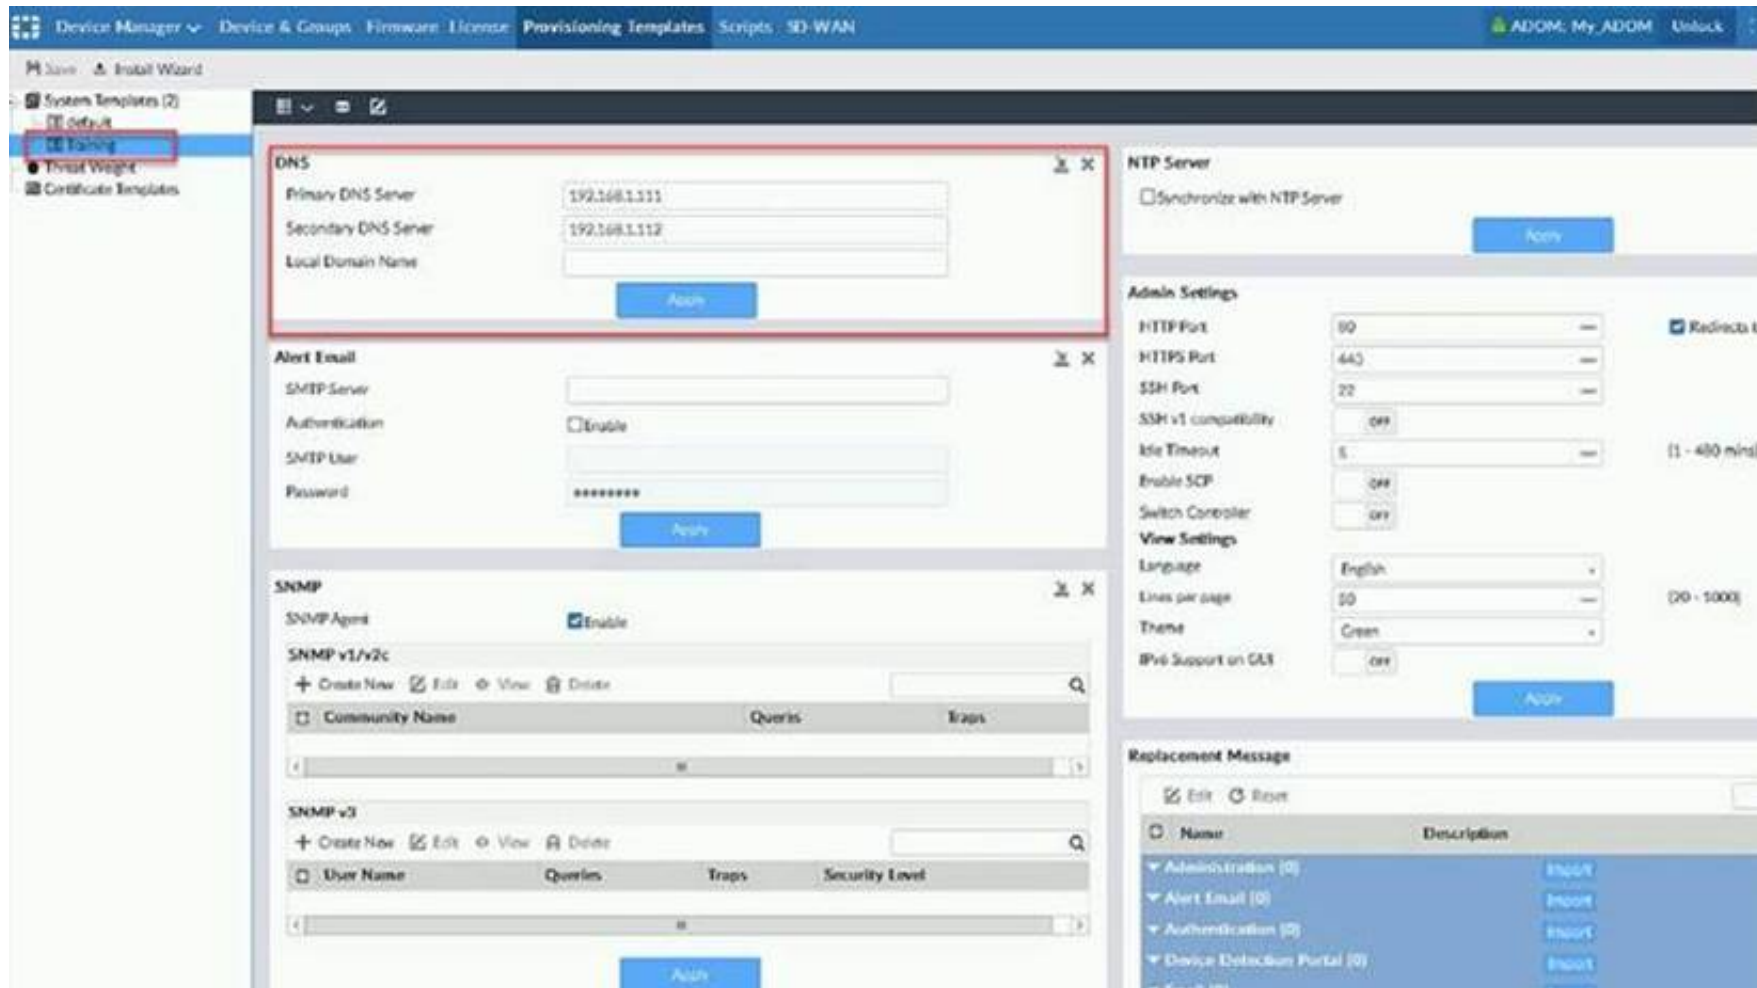 Device Manager Device & Groups Firmware License Provisioning Templates Scripts SD-WAN ADOM: My_ADOM Unlock
Save Install Wizard
System Templates (2)
default
Training
Threat Weight
Certificate Templates
DNS
Primary DNS Server 192.168.1.111
Secondary DNS Server 192.168.1.112
Local Domain Name
Apply
Alert Email
SMTP Server
Authentication Enable
SMTP User
Password ********
Apply
SNMP
SNMP Agent Enable
SNMP v1/v2c
Create New Edit View Delete
Community Name Queris Traps
SNMP v3
Create New Edit View Delete
User Name Queries Traps Security Level
Apply
NTP Server
Synchronize with NTP Server
Apply
Admin Settings
HTTP Port 80 Redirects t
HTTPS Port 443
SSH Port 22
SSH v1 compatibility OFF
Idle Timeout 5 (1 - 480 mins)
Enable SCP OFF
Switch Controller OFF
View Settings
Language English
Lines per page 50 (20 - 1000)
Theme Green
IPv6 Support on GUI OFF
Apply
Replacement Message
Edit Reset
Name Description
Administration (0) Import
Alert Email (0) Import
Authentication (0) Import
Device Detection Portal (0) Import